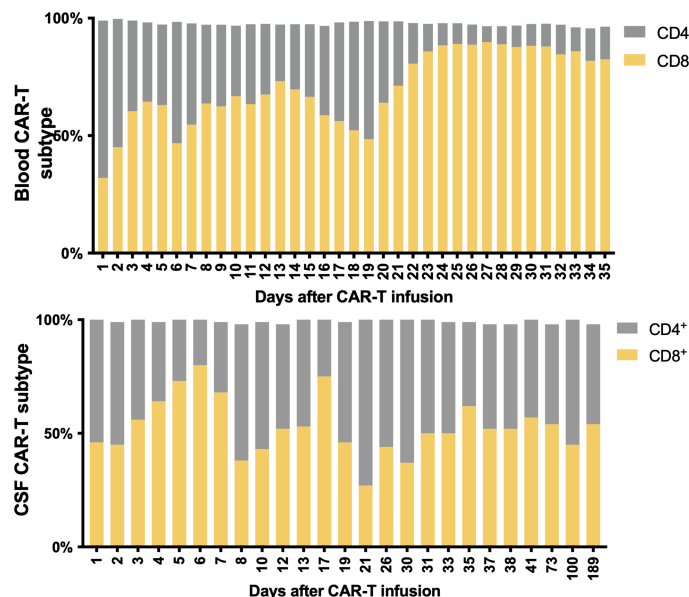 100%
50%
0%
Blood CAR-T
subtype
CD4
CD8
1 2 3 4 5 6 7 8 9 10 11 12 13 14 15 16 17 18 19 20 21 22 23 24 25 26 27 28 29 30 31 32 33 34 35
Days after CAR-T infusion
100%
50%
0%
CSF CAR-T subtype
CD4⁺
CD8⁺
1 2 3 4 5 6 7 8 10 12 13 17 19 21 26 30 31 33 35 37 38 41 73 100 189
Days after CAR-T infusion